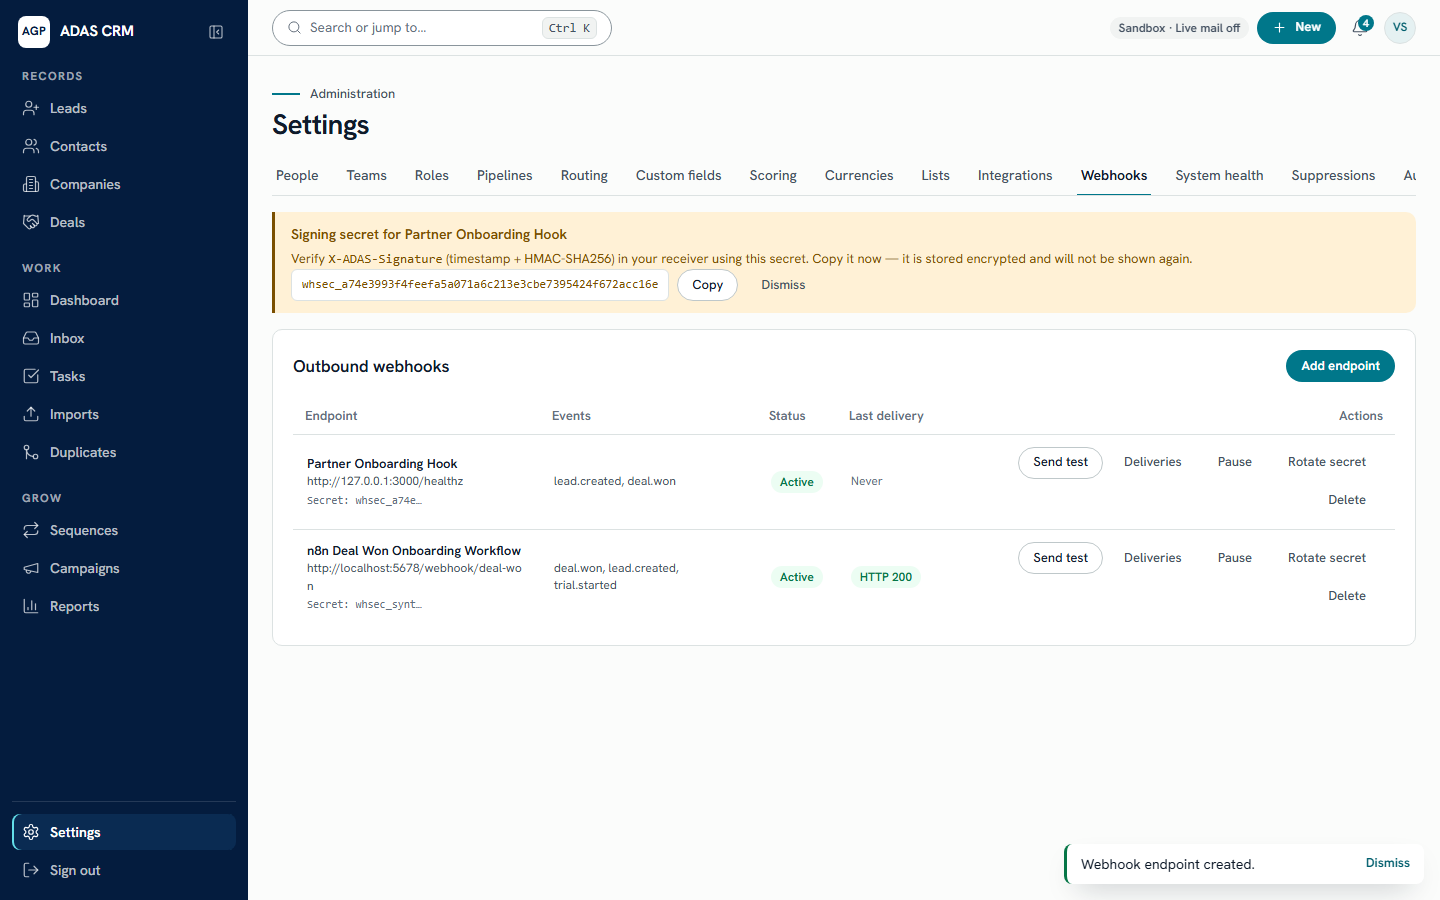 AGP
ADAS CRM
RECORDS
Leads
Contacts
Companies
Deals
WORK
Dashboard
Inbox
Tasks
Imports
Duplicates
GROW
Sequences
Campaigns
Reports
Settings
Sign out
Search or jump to...
Ctrl K
Sandbox · Live mail off
New
4
VS
Administration
Settings
People
Teams
Roles
Pipelines
Routing
Custom fields
Scoring
Currencies
Lists
Integrations
Webhooks
System health
Suppressions
Au
Signing secret for Partner Onboarding Hook
Verify X-ADAS-Signature (timestamp + HMAC-SHA256) in your receiver using this secret. Copy it now — it is stored encrypted and will not be shown again.
whsec_a74e3993f4feefa5a071a6c213e3cbe7395424f672acc16e
Copy
Dismiss
Outbound webhooks
Add endpoint
Endpoint
Events
Status
Last delivery
Actions
Partner Onboarding Hook
http://127.0.0.1:3000/healthz
Secret: whsec_a74e…
lead.created, deal.won
Active
Never
Send test
Deliveries
Pause
Rotate secret
Delete
n8n Deal Won Onboarding Workflow
http://localhost:5678/webhook/deal-wo
n
Secret: whsec_synt…
deal.won, lead.created,
trial.started
Active
HTTP 200
Send test
Deliveries
Pause
Rotate secret
Delete
Webhook endpoint created.
Dismiss